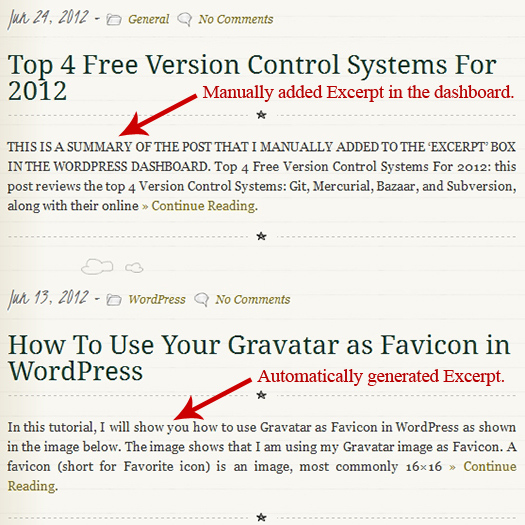 Jun 24, 2012 - General No Comments
Top 4 Free Version Control Systems For
2012
Manually added Excerpt in the dashboard.
THIS IS A SUMMARY OF THE POST THAT I MANUALLY ADDED TO THE ‘EXCERPT’ BOX
IN THE WORDPRESS DASHBOARD. Top 4 Free Version Control Systems For 2012: this
post reviews the top 4 Version Control Systems: Git, Mercurial, Bazaar, and Subversion,
along with their online » Continue Reading.
Jun 13, 2012 - WordPress No Comments
How To Use Your Gravatar as Favicon in
WordPress
Automatically generated Excerpt.
In this tutorial, I will show you how to use Gravatar as Favicon in WordPress as shown
in the image below. The image shows that I am using my Gravatar image as Favicon. A
favicon (short for Favorite icon) is an image, most commonly 16×16 » Continue
Reading.